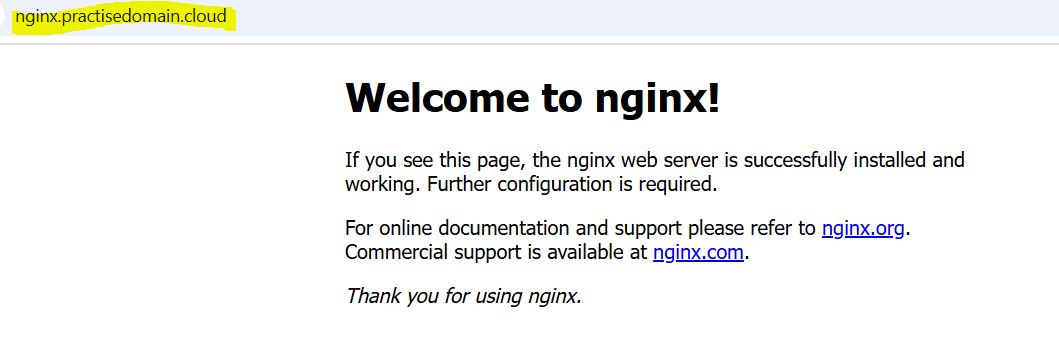 nginx.practisedomain.cloud
Welcome to nginx!
If you see this page, the nginx web server is successfully installed and
working. Further configuration is required.
For online documentation and support please refer to nginx.org.
Commercial support is available at nginx.com.
Thank you for using nginx.